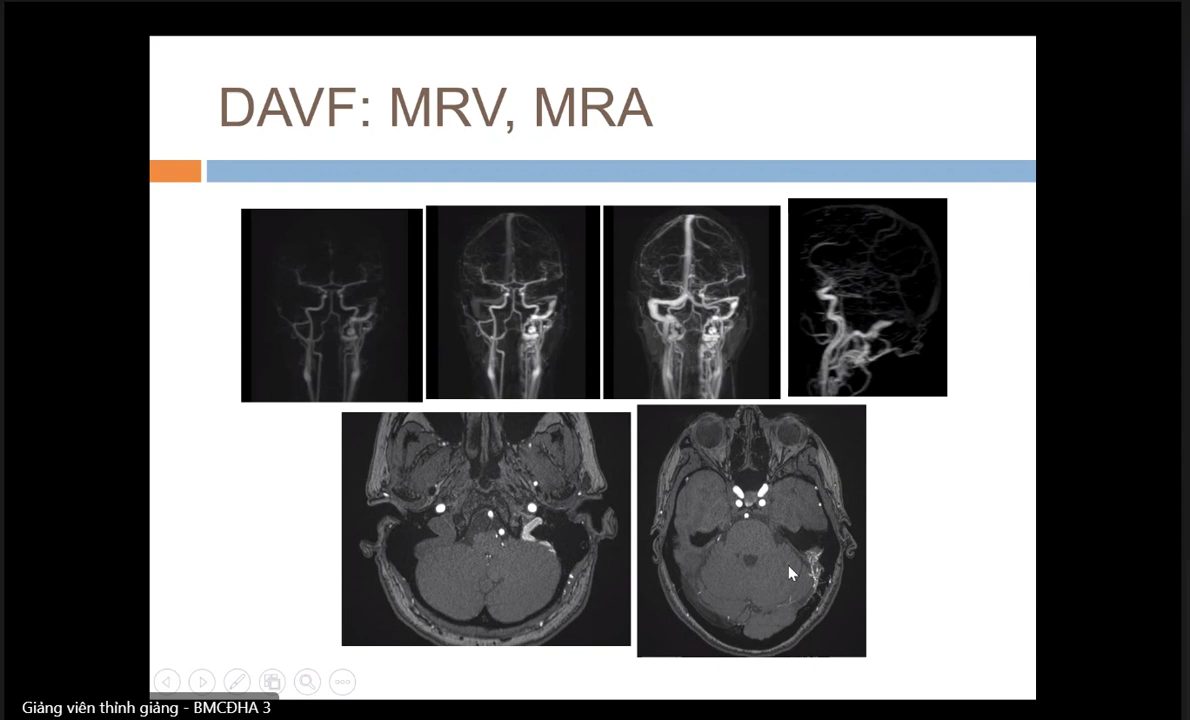 DAVF: MRV, MRA
Giảng viên thỉnh giảng - BMCĐHA 3